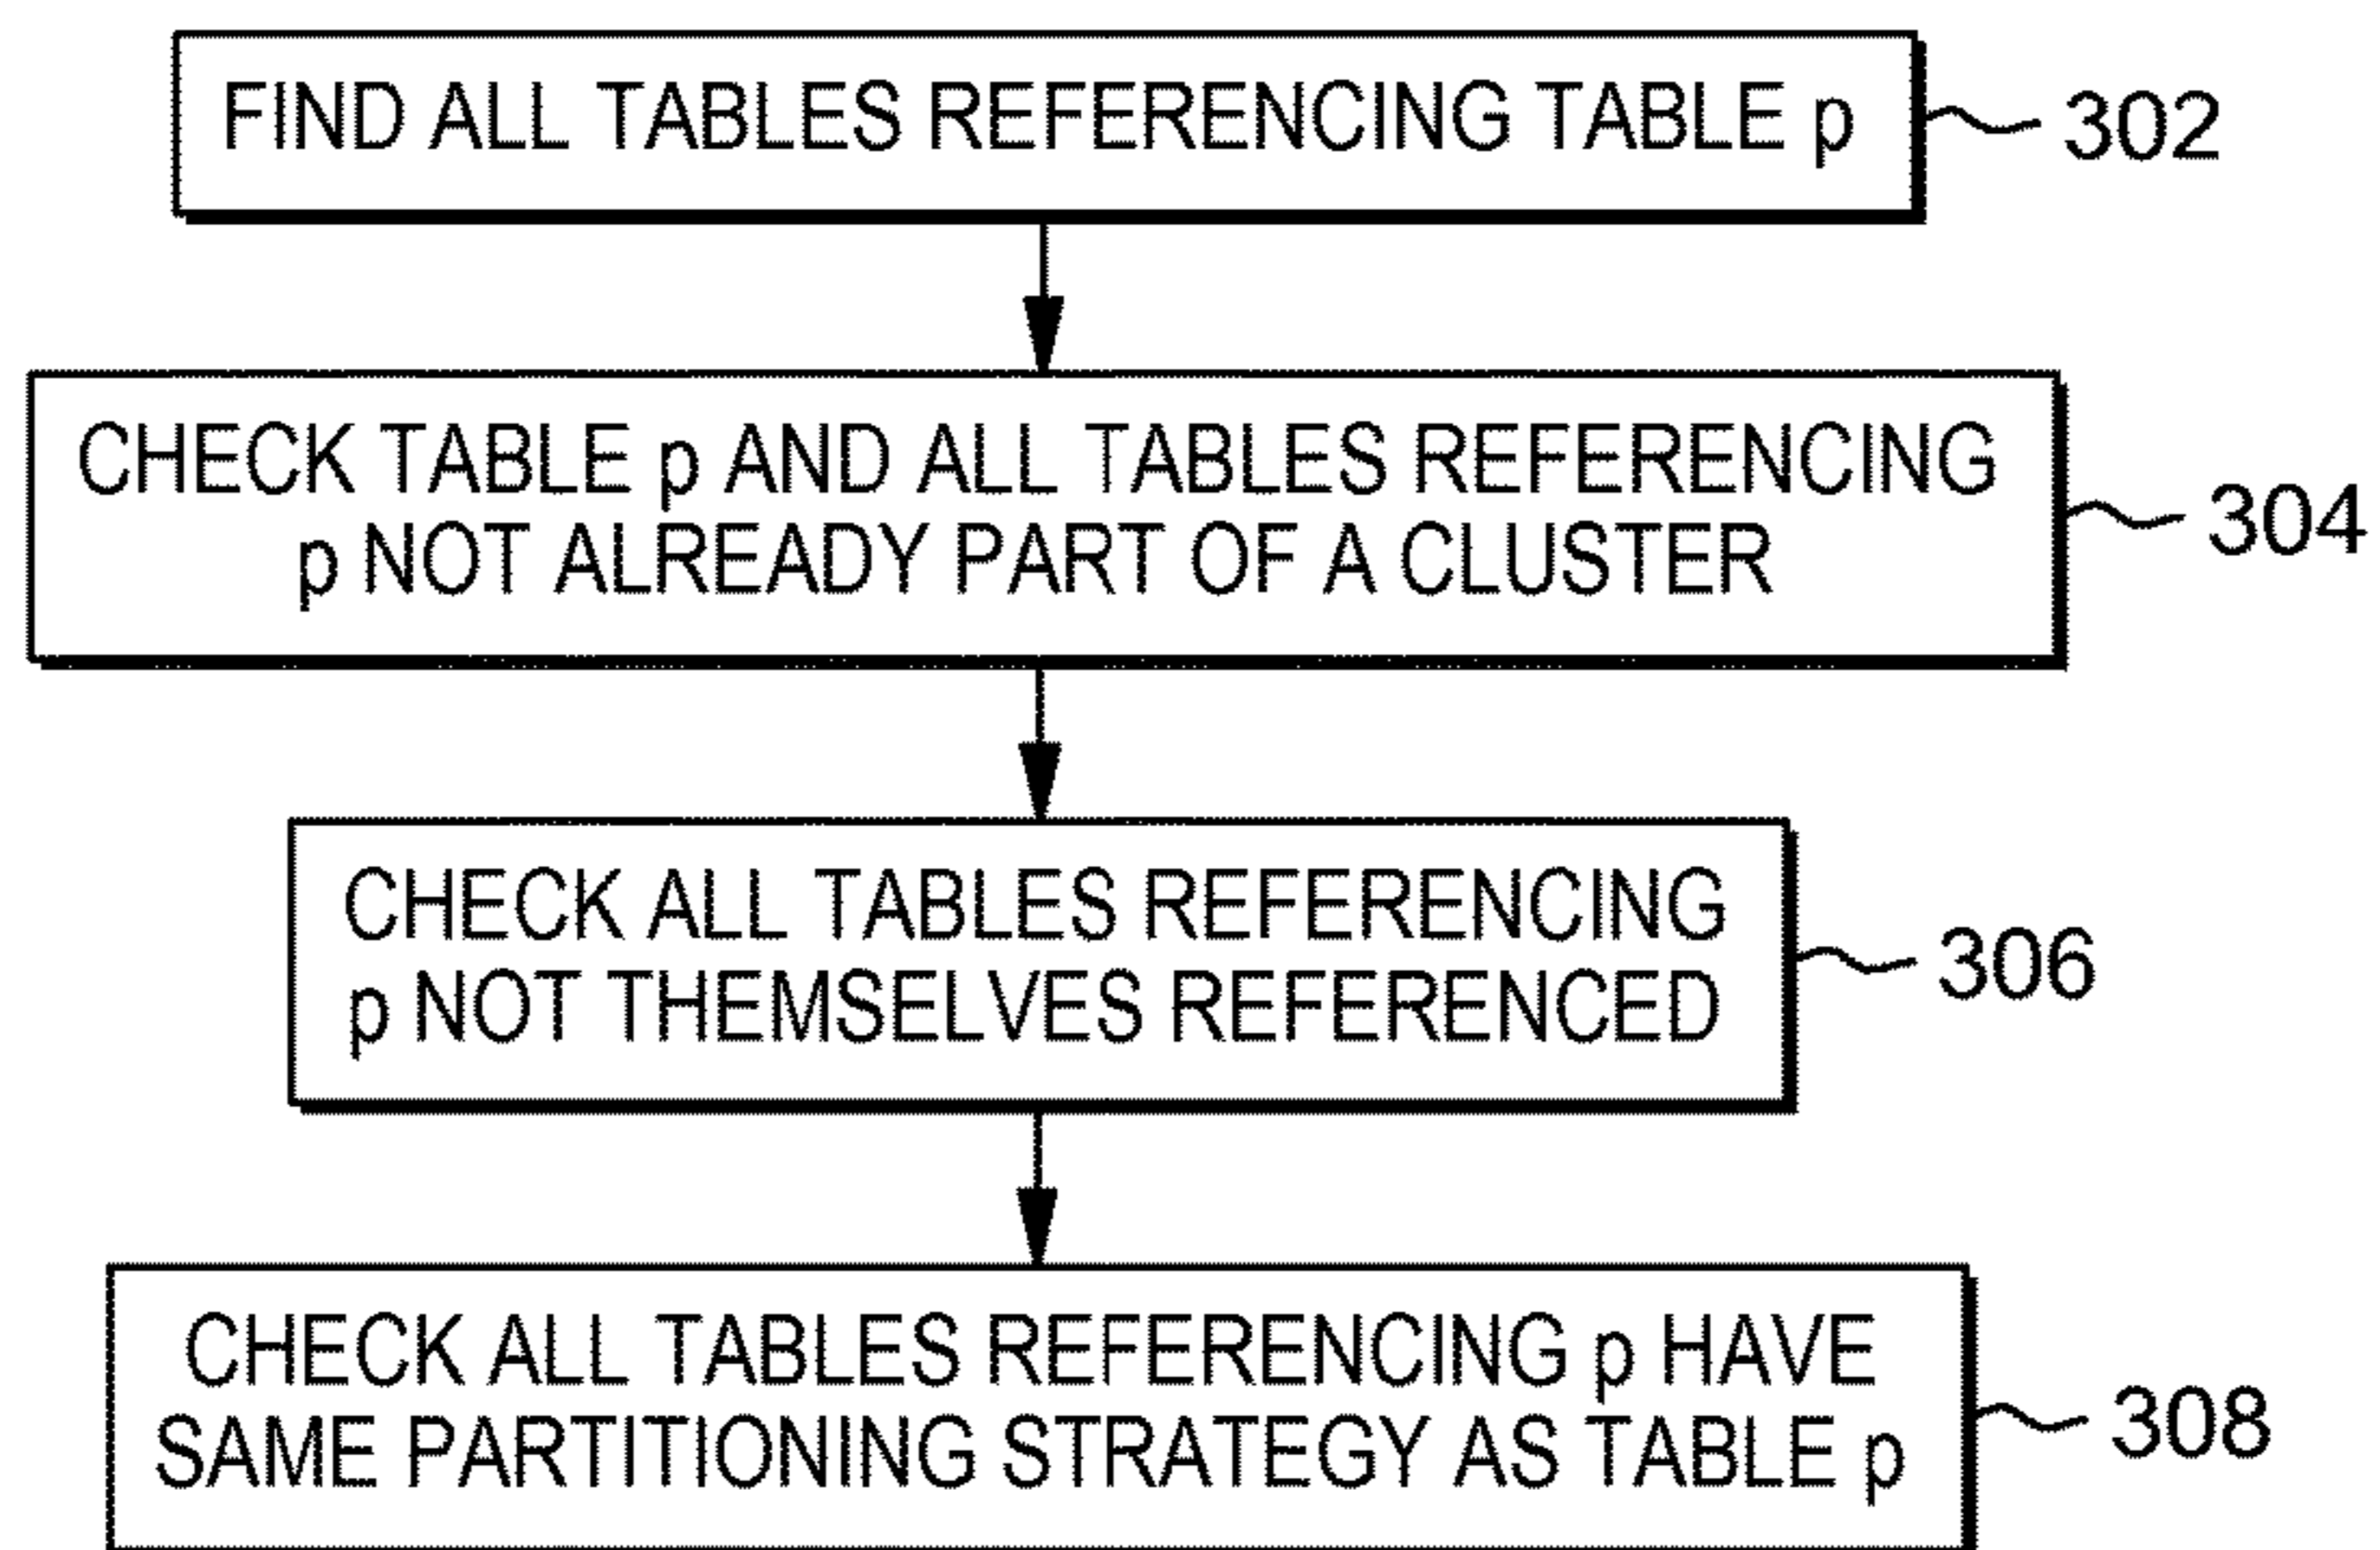 FIND ALL TABLES REFERENCING TABLE p
302
CHECK TABLE p AND ALL TABLES REFERENCING
p NOT ALREADY PART OF A CLUSTER
304
CHECK ALL TABLES REFERENCING
p NOT THEMSELVES REFERENCED
306
CHECK ALL TABLES REFERENCING p HAVE
SAME PARTITIONING STRATEGY AS TABLE p
308